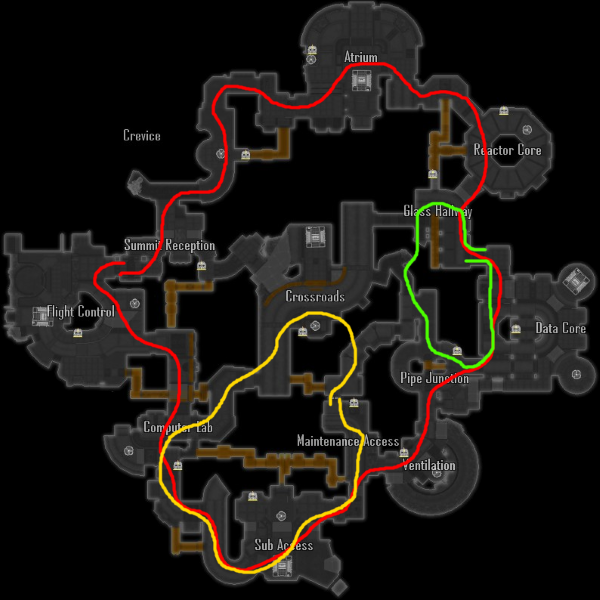 Atrium
Crevice
Reactor Core
Glass Hallway
Summit Reception
Crossroads
Flight Control
Data Core
Pipe Junction
Computer Lab
Maintenance Access
Ventilation
Sub Access